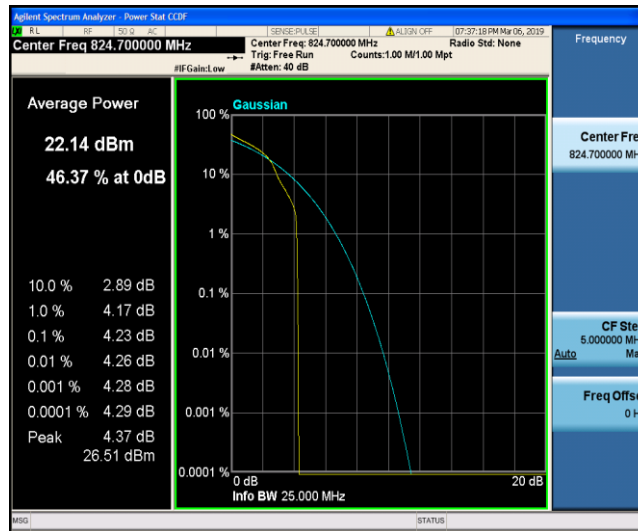 Agilent Spectrum Analyzer - Power Stat CCDF
RL RF 50 Ω AC SENSE:PULSE ALIGN OFF 07:37:18 PM Mar 06, 2019
Center Freq 824.700000 MHz
Center Freq: 824.700000 MHz Radio Std: None
Trig: Free Run Counts:1.00 M/1.00 Mpt
#IFGain:Low #Atten: 40 dB
Frequency
Average Power
22.14 dBm
46.37 % at 0dB
10.0 % 2.89 dB
1.0 % 4.17 dB
0.1 % 4.23 dB
0.01 % 4.26 dB
0.001 % 4.28 dB
0.0001 % 4.29 dB
Peak 4.37 dB
26.51 dBm
Gaussian
100 %
10 %
1 %
0.1 %
0.01 %
0.001 %
0.0001 %
0 dB 20 dB
Info BW 25.000 MHz
Center Fre
824.700000 MH
CF Ste
5.000000 MH
Auto Ma
Freq Offs
0 H
MSG STATUS